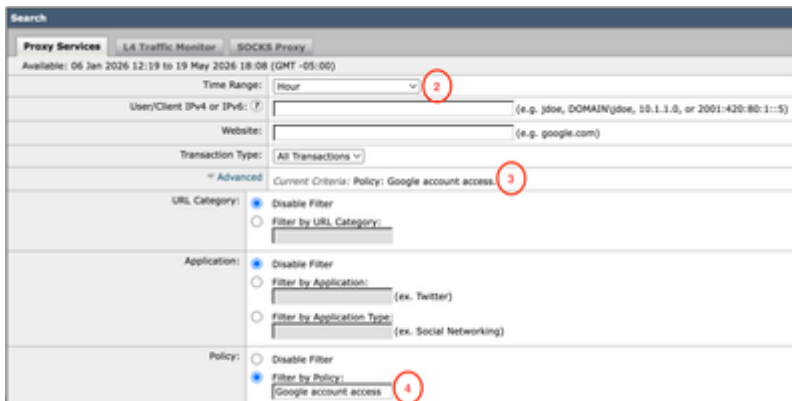 Search
Proxy Services L4 Traffic Monitor SOCKS Proxy
Available: 06 Jan 2026 12:19 to 19 May 2026 18:08 (GMT -05:00)
Time Range: Hour 2
User/Client IPv4 or IPv6: ? (e.g. jdoe, DOMAIN\jdoe, 10.1.1.0, or 2001:420:80:1::5)
Website: (e.g. google.com)
Transaction Type: All Transactions
Advanced Current Criteria: Policy: Google account access. 3
URL Category: Disable Filter
Filter by URL Category:
Application: Disable Filter
Filter by Application:
(ex. Twitter)
Filter by Application Type:
(ex. Social Networking)
Policy: Disable Filter
Filter by Policy:
Google account access 4